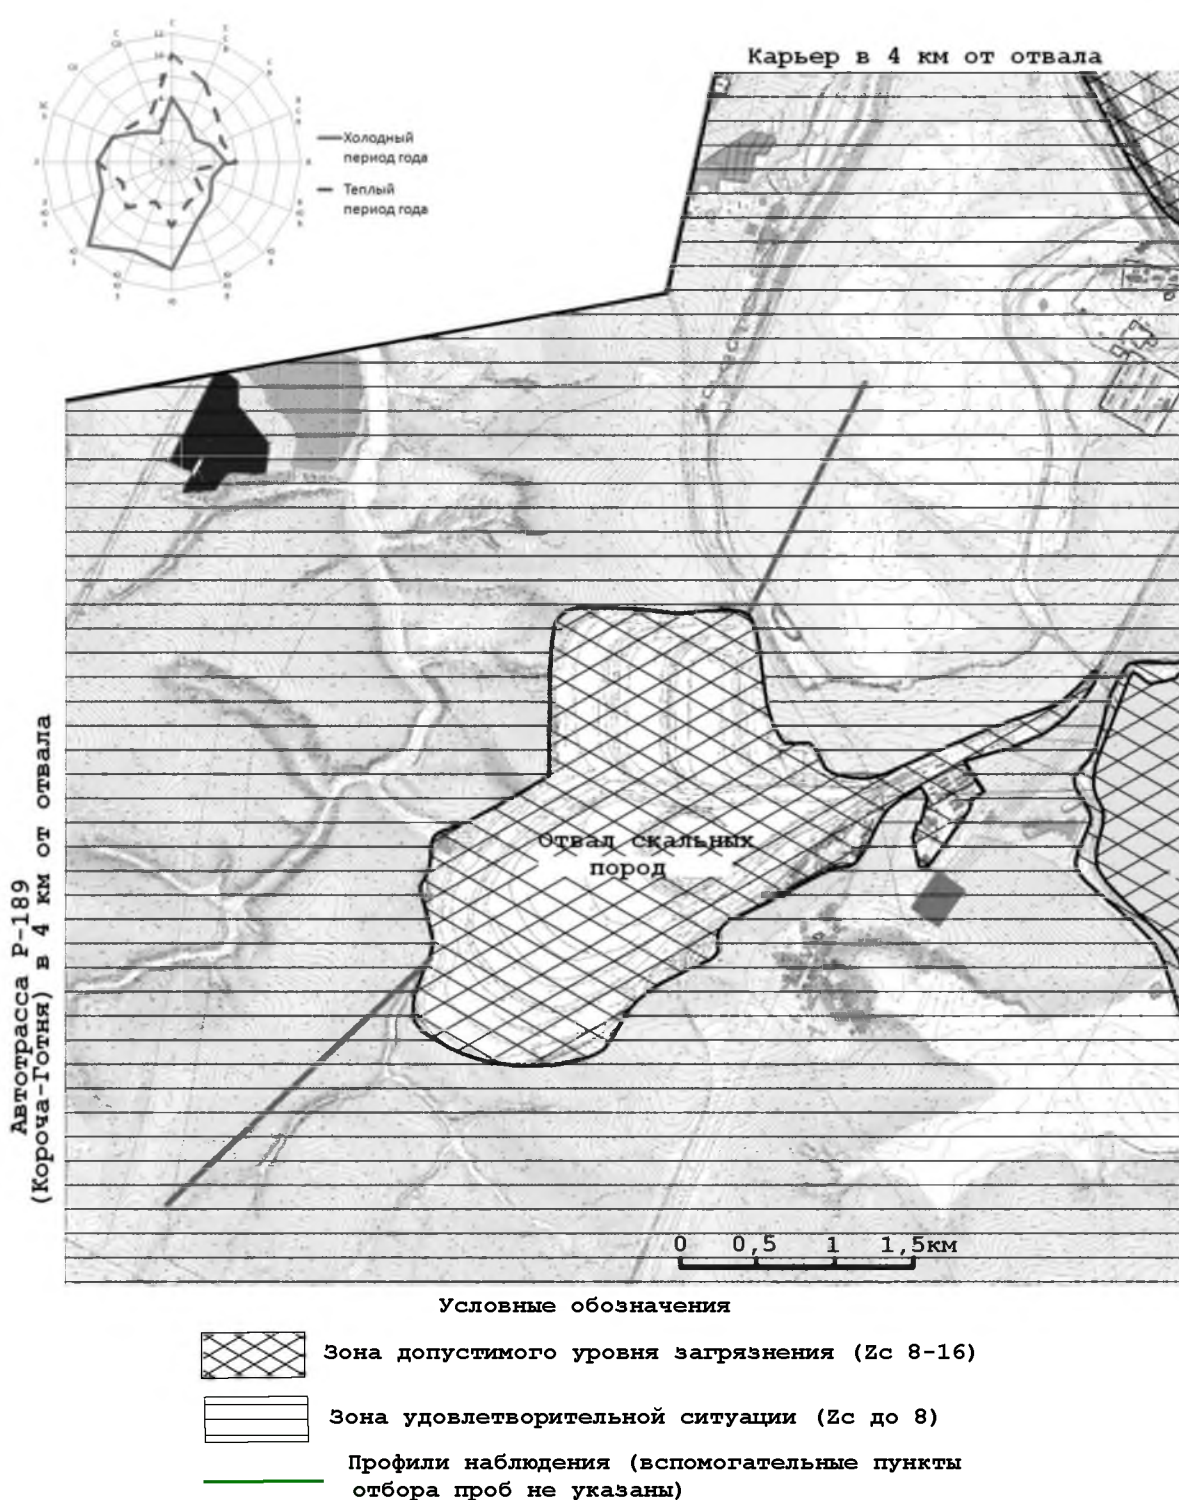 Карьер в 4 км от отвала
Холодный
период года
Теплый
период года
Автотрасса Р-189
(Короча-Готня) в 4 км от отвала
Отвал скальных
пород
0 0,5 1 1,5км
Условные обозначения
Зона допустимого уровня загрязнения (Zc 8-16)
Зона удовлетворительной ситуации (Zc до 8)
Профили наблюдения (вспомогательные пункты
отбора проб не указаны)